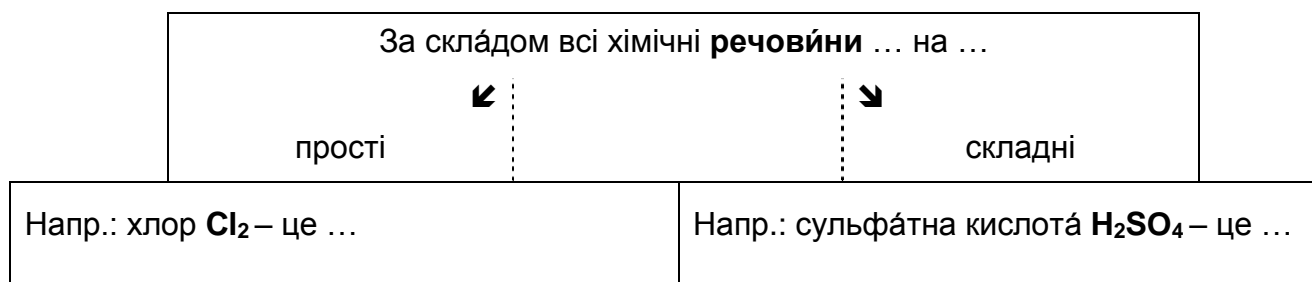 За скла́дом всі хімічні речови́ни … на …
прості
складні
Напр.: хлор Cl₂ – це …
Напр.: сульфа́тна кислота́ H₂SO₄ – це …